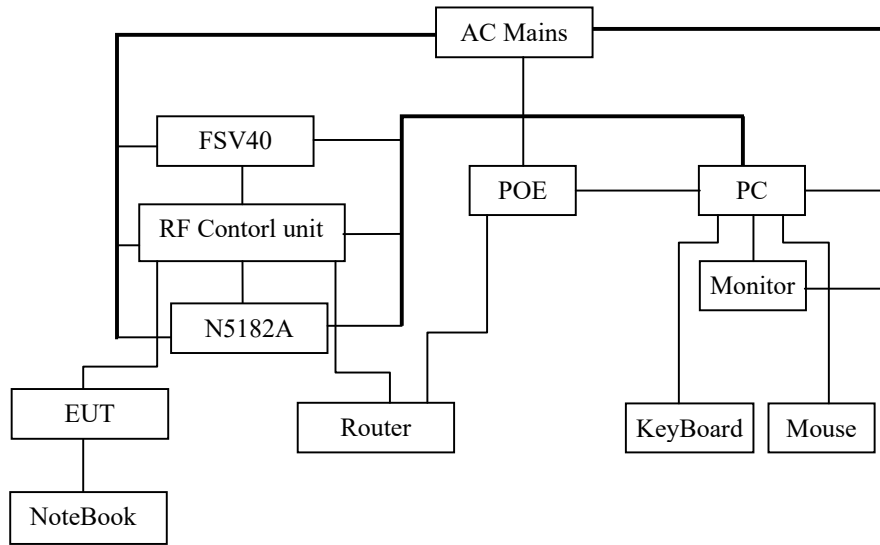 AC Mains
FSV40
POE
PC
RF Contorl unit
Monitor
N5182A
EUT
Router
KeyBoard
Mouse
NoteBook